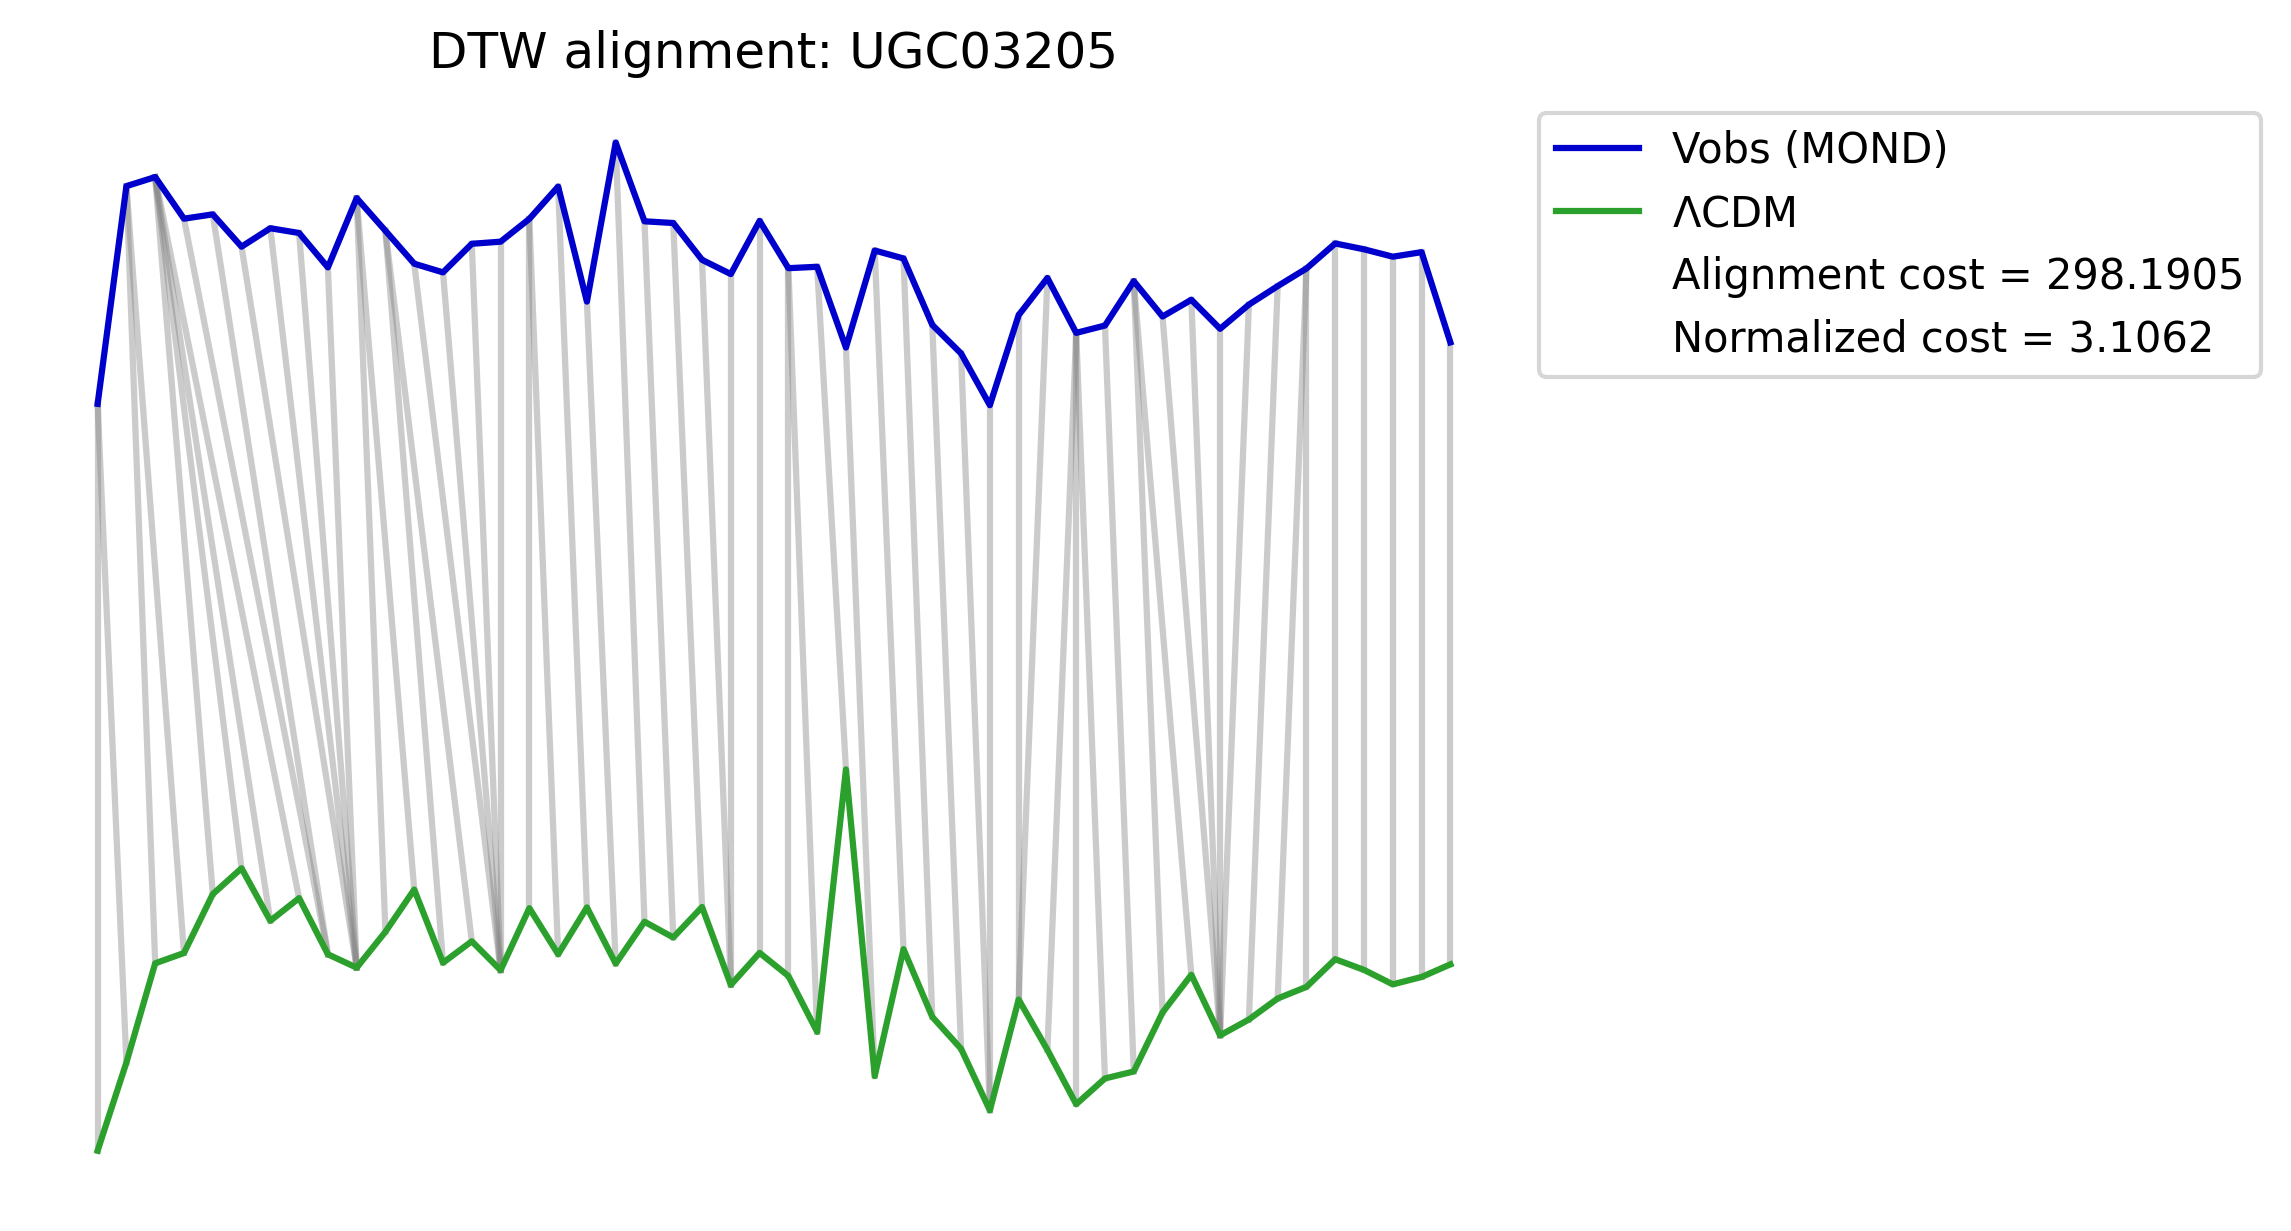 DTW alignment: UGC03205
Vobs (MOND)
ΛCDM
Alignment cost = 298.1905
Normalized cost = 3.1062